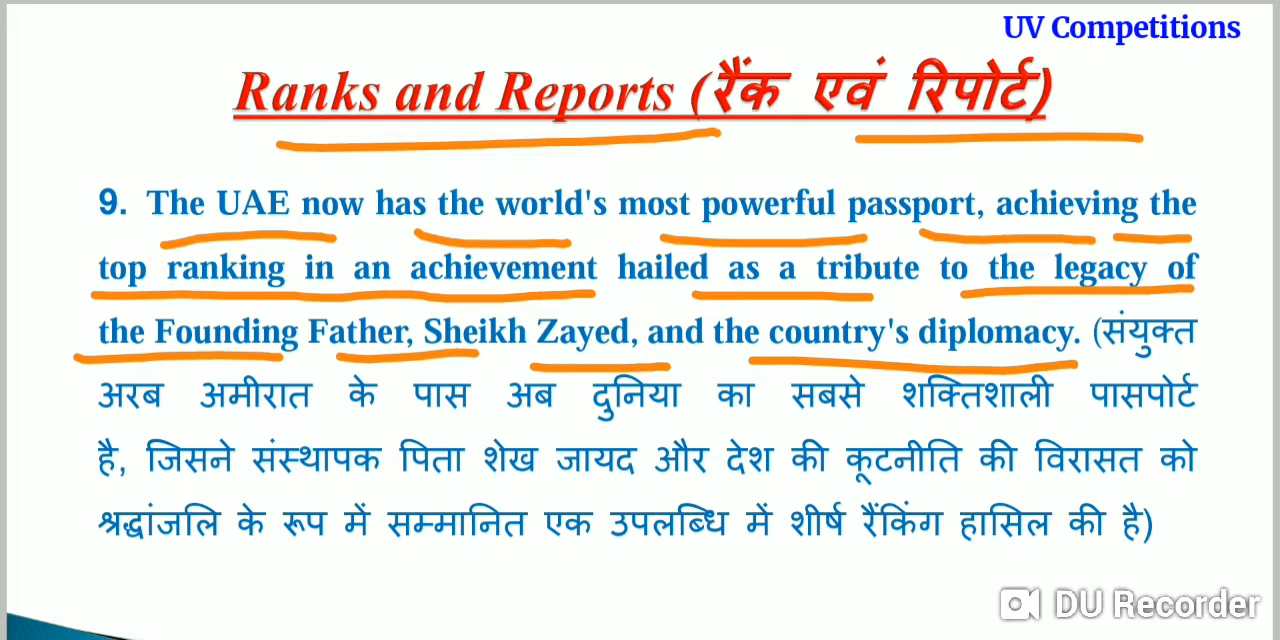 UV Competitions
Ranks and Reports (रैंक एवं रिपोर्ट)
9. The UAE now has the world's most powerful passport, achieving the
top ranking in an achievement hailed as a tribute to the legacy of
the Founding Father, Sheikh Zayed, and the country's diplomacy. (संयुक्त
अरब अमीरात के पास अब दुनिया का सबसे शक्तिशाली पासपोर्ट
है, जिसने संस्थापक पिता शेख जायद और देश की कूटनीति की विरासत को
श्रद्धांजलि के रूप में सम्मानित एक उपलब्धि में शीर्ष रैंकिंग हासिल की है)
DU Recorder